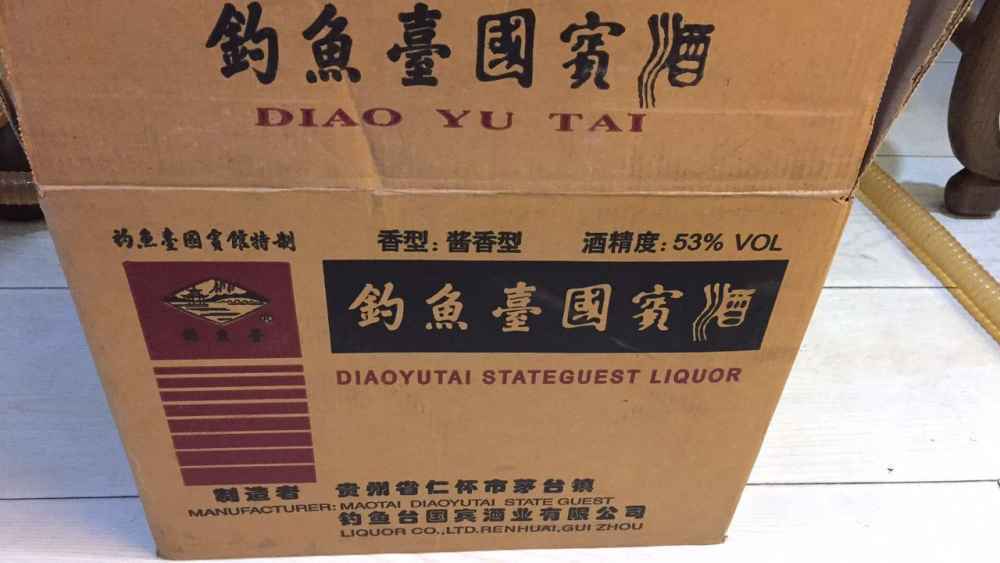 釣魚臺國賓酒
DIAO YU TAI
釣魚臺國賓館特制
香型：酱香型
酒精度：53% VOL
釣魚臺
釣魚臺國賓酒
DIAOYUTAI STATEGUEST LIQUOR
制造者 贵州省仁怀市茅台镇
MANUFACTURER: MAOTAI DIAOYUTAI STATE GUEST
钓鱼台国宾酒业有限公司
LIQUOR CO.,LTD.RENHUAI,GUI ZHOU